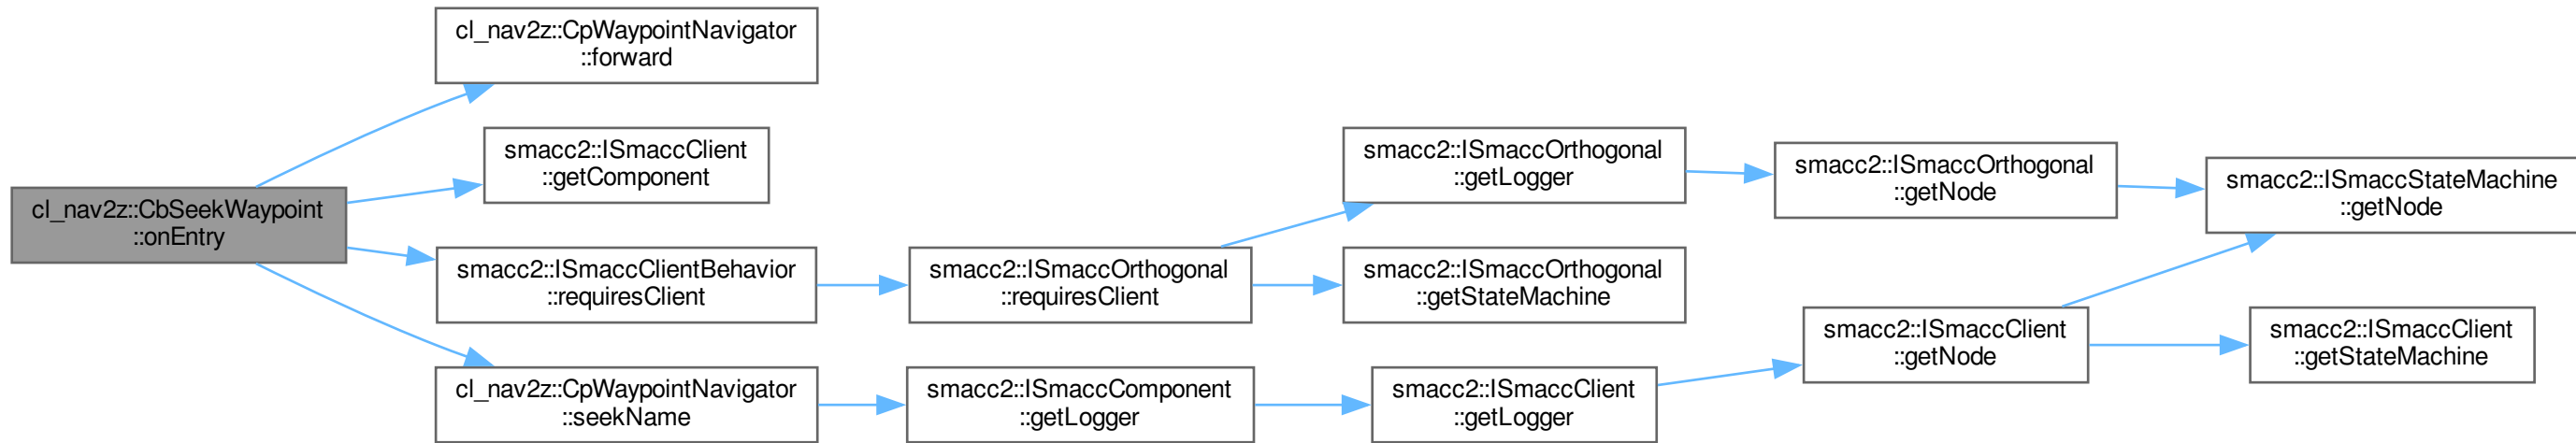 cl_nav2z::CpWaypointNavigator
::forward
smacc2::ISmaccClient
::getComponent
cl_nav2z::CbSeekWaypoint
::onEntry
smacc2::ISmaccClientBehavior
::requiresClient
cl_nav2z::CpWaypointNavigator
::seekName
smacc2::ISmaccOrthogonal
::requiresClient
smacc2::ISmaccComponent
::getLogger
smacc2::ISmaccOrthogonal
::getLogger
smacc2::ISmaccOrthogonal
::getStateMachine
smacc2::ISmaccClient
::getLogger
smacc2::ISmaccOrthogonal
::getNode
smacc2::ISmaccClient
::getNode
smacc2::ISmaccStateMachine
::getNode
smacc2::ISmaccClient
::getStateMachine